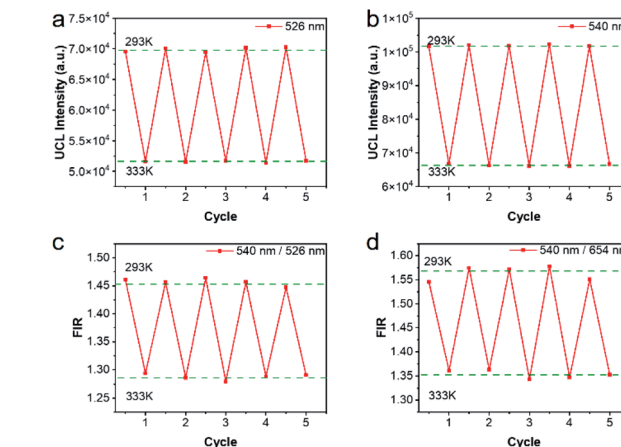 a
526 nm
293K
333K
7.5×10⁴
7.0×10⁴
6.5×10⁴
6.0×10⁴
5.5×10⁴
5.0×10⁴
UCL Intensity (a.u.)
1 2 3 4 5
Cycle
b
540 nm
293K
333K
1×10⁵
1×10⁵
9×10⁴
8×10⁴
7×10⁴
6×10⁴
UCL Intensity (a.u.)
1 2 3 4 5
Cycle
c
540 nm / 526 nm
293K
333K
1.50
1.45
1.40
1.35
1.30
1.25
FIR
1 2 3 4 5
Cycle
d
540 nm / 654 nm
293K
333K
1.60
1.55
1.50
1.45
1.40
1.35
1.30
FIR
1 2 3 4 5
Cycle